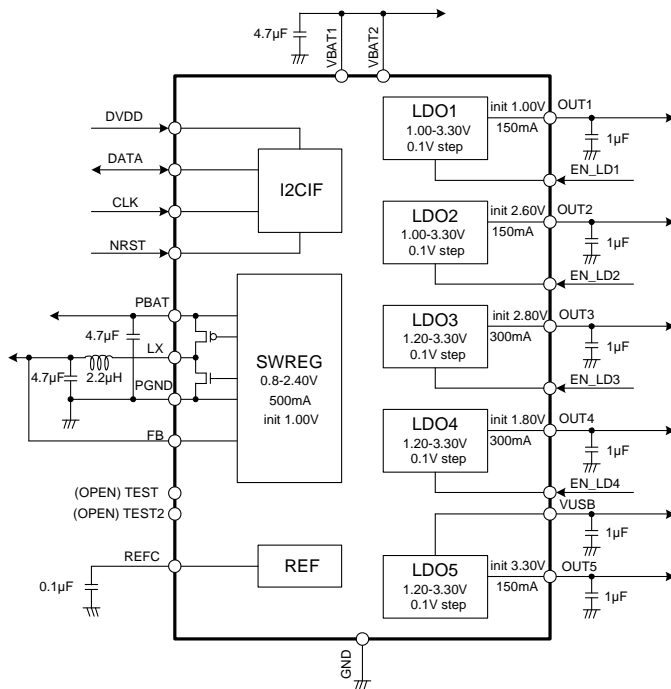 4.7µF
VBAT1
VBAT2
DVDD
DATA
CLK
NRST
I2CIF
PBAT
4.7µF
LX
4.7µF
2.2µH
PGND
FB
SWREG
0.8-2.40V
500mA
init 1.00V
(OPEN) TEST
(OPEN) TEST2
REFC
0.1µF
REF
GND
LDO1
1.00-3.30V
0.1V step
init 1.00V
150mA
OUT1
1µF
EN_LD1
LDO2
1.00-3.30V
0.1V step
init 2.60V
150mA
OUT2
1µF
EN_LD2
LDO3
1.20-3.30V
0.1V step
init 2.80V
300mA
OUT3
1µF
EN_LD3
LDO4
1.20-3.30V
0.1V step
init 1.80V
300mA
OUT4
1µF
EN_LD4
VUSB
1µF
LDO5
1.20-3.30V
0.1V step
init 3.30V
150mA
OUT5
1µF